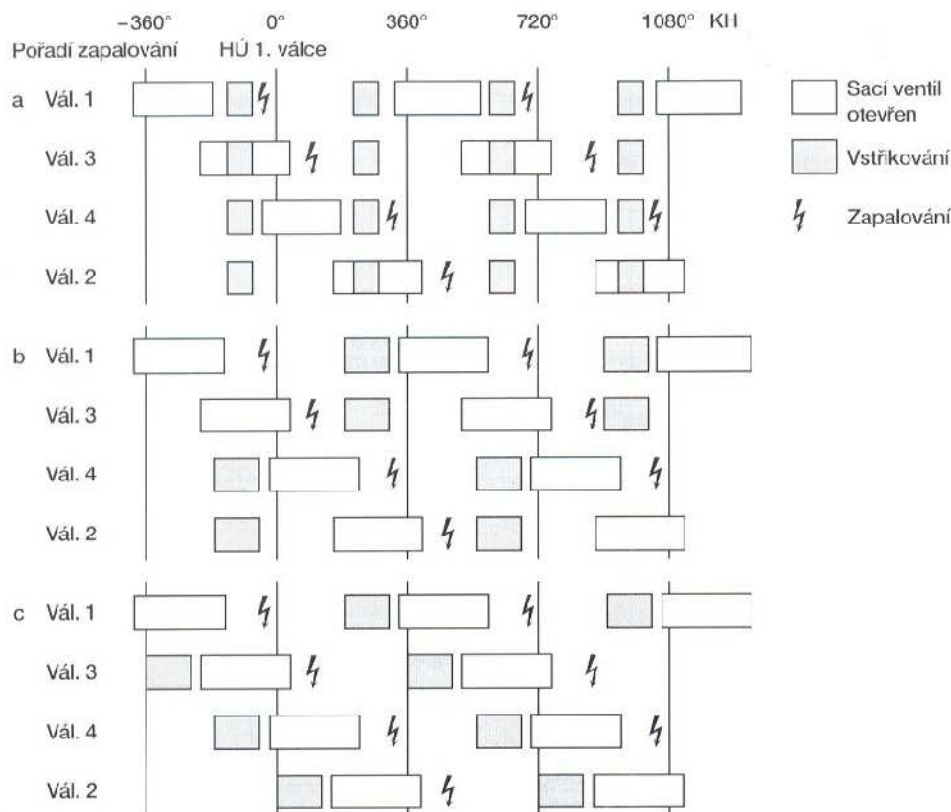 −360° 0° 360° 720° 1080° KH
Pořadí zapalování HÚ 1. válce
a Vál. 1
Vál. 3
Vál. 4
Vál. 2
b Vál. 1
Vál. 3
Vál. 4
Vál. 2
c Vál. 1
Vál. 3
Vál. 4
Vál. 2
Sací ventil
otevřen
Vstřikování
Zapalování